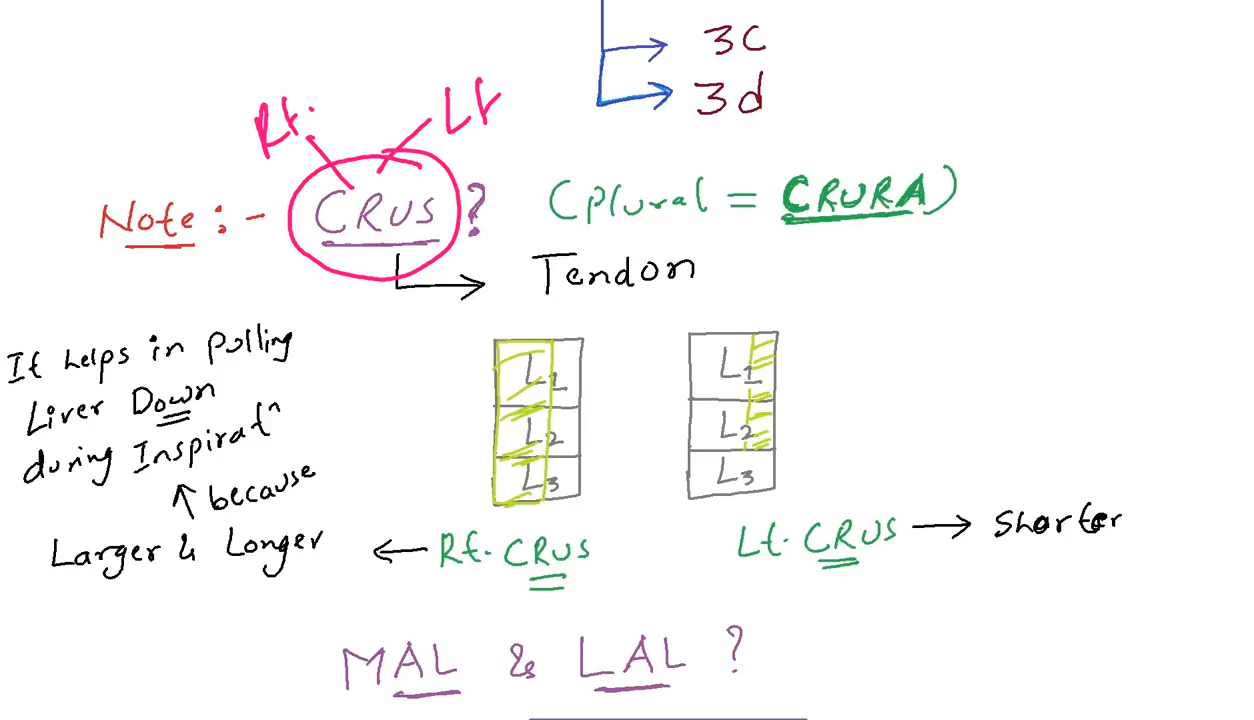 3c
3d
Rt. Lt
Note :- CRUS ? (Plural = CRURA)
Tendon
It helps in pulling
Liver Down
during Inspiratⁿ
because
Larger & Longer
L1 L1
L2 L2
L3 L3
Rt. CRUS Lt. CRUS Shorter
MAL & LAL ?